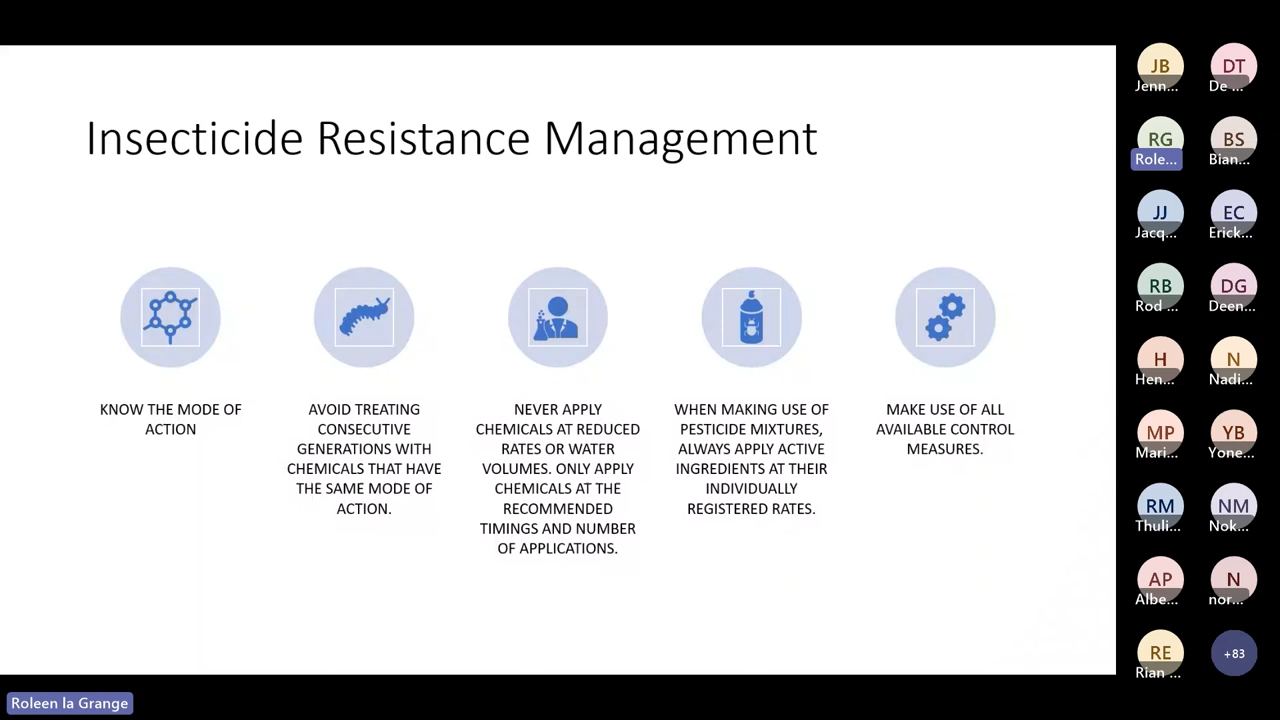 Insecticide Resistance Management
KNOW THE MODE OF
ACTION
AVOID TREATING
CONSECUTIVE
GENERATIONS WITH
CHEMICALS THAT HAVE
THE SAME MODE OF
ACTION.
NEVER APPLY
CHEMICALS AT REDUCED
RATES OR WATER
VOLUMES. ONLY APPLY
CHEMICALS AT THE
RECOMMENDED
TIMINGS AND NUMBER
OF APPLICATIONS.
WHEN MAKING USE OF
PESTICIDE MIXTURES,
ALWAYS APPLY ACTIVE
INGREDIENTS AT THEIR
INDIVIDUALLY
REGISTERED RATES.
MAKE USE OF ALL
AVAILABLE CONTROL
MEASURES.
JB
Jenn...
DT
De ...
RG
Role...
BS
Bian...
JJ
Jacq...
EC
Erick...
RB
Rod ...
DG
Deen...
H
Hen...
N
Nadi...
MP
Mari...
YB
Yone...
RM
Thuli...
NM
Nok...
AP
Albe...
N
nor...
RE
Rian ...
+83
Roleen la Grange